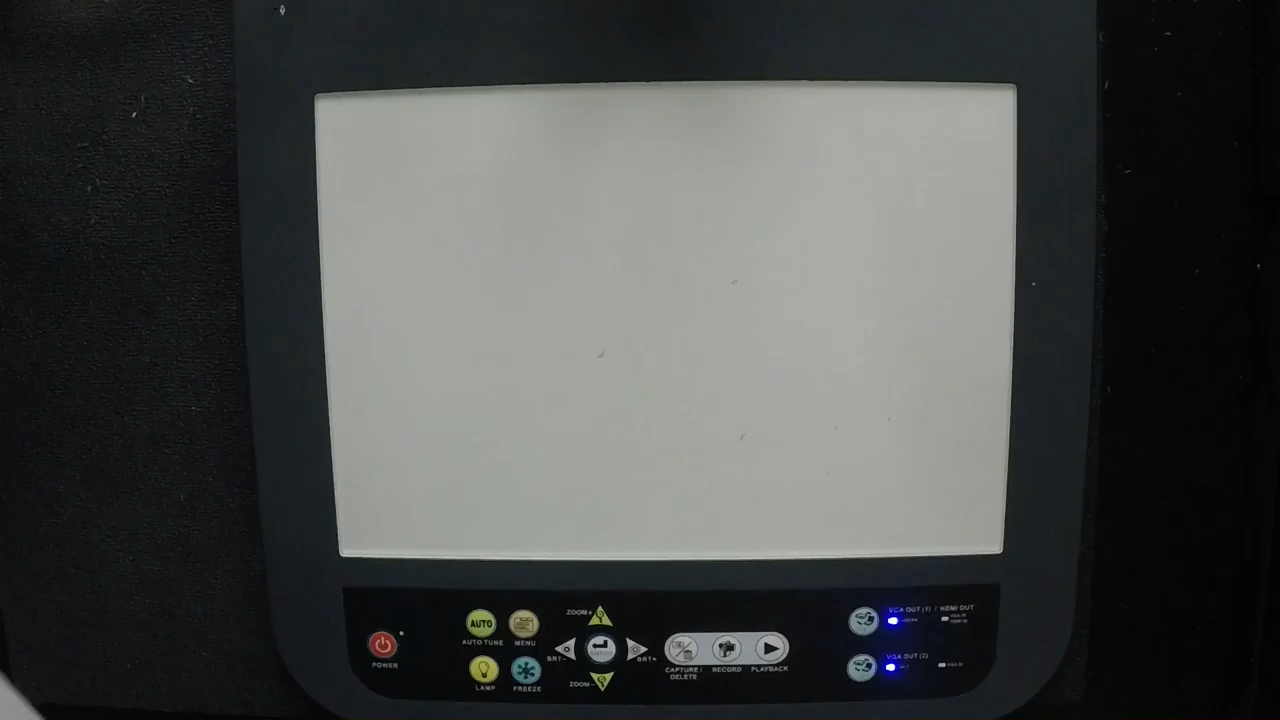 VGA OUT (1) / HDMI OUT
ZOOM+
AUTO
AUTO TUNE
MENU
POWER
BRT-
BRT+
CAPTURE /
DELETE
RECORD
PLAYBACK
VGA OUT (2)
LAMP
FREEZE
ZOOM-